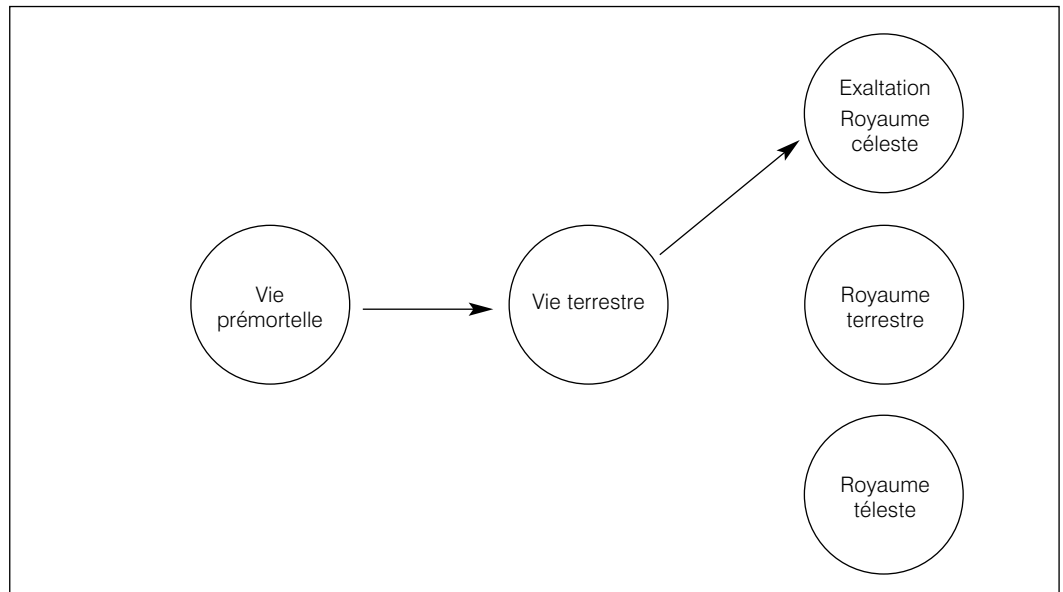 Vie
prémortelle
Vie terrestre
Exaltation
Royaume
céleste
Royaume
terrestre
Royaume
téleste